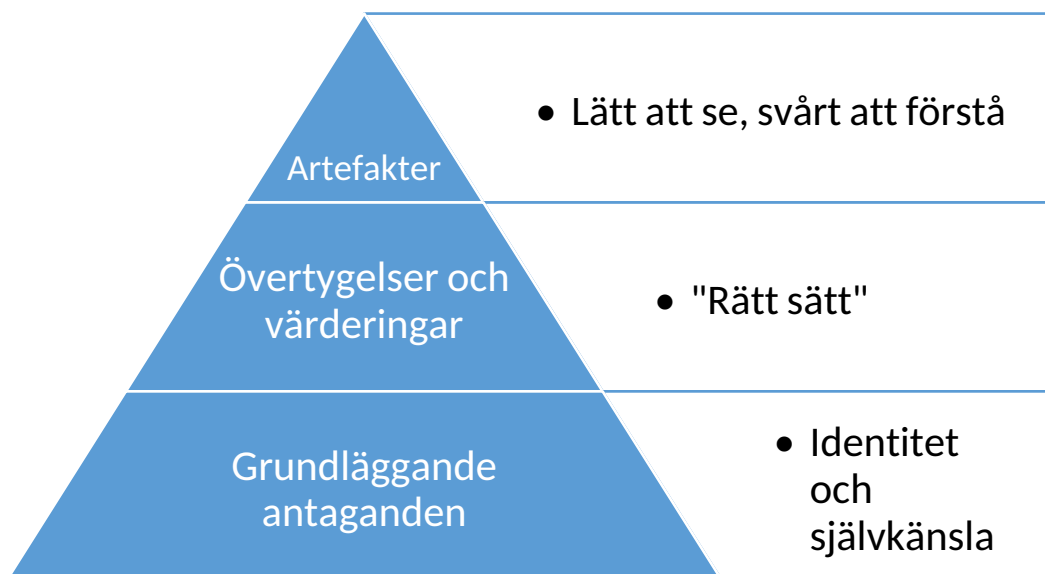 Artefakter
• Lätt att se, svårt att förstå
Övertygelser och
värderingar
• "Rätt sätt"
Grundläggande
antaganden
• Identitet
och
självkänsla